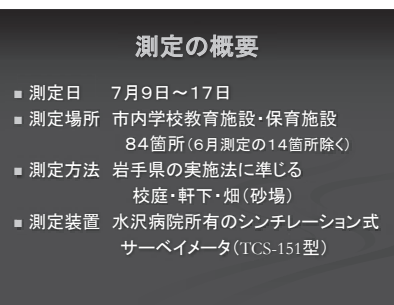 測定の概要
■ 測定日　7月9日～17日
■ 測定場所　市内学校教育施設・保育施設
84箇所（6月測定の14箇所除く）
■ 測定方法　岩手県の実施法に準じる
校庭・軒下・畑（砂場）
■ 測定装置　水沢病院所有のシンチレーション式
サーベイメータ（TCS-151型）